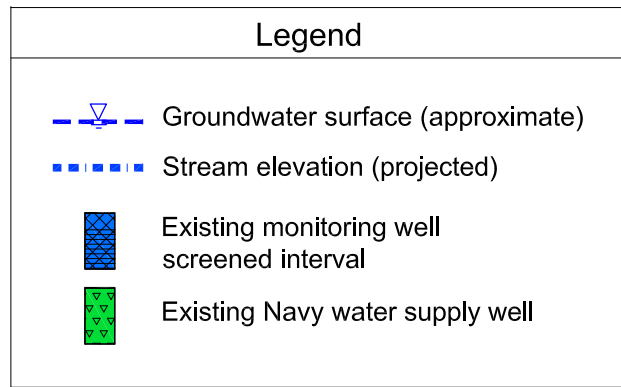 Legend
Groundwater surface (approximate)
Stream elevation (projected)
Existing monitoring well
screened interval
Existing Navy water supply well